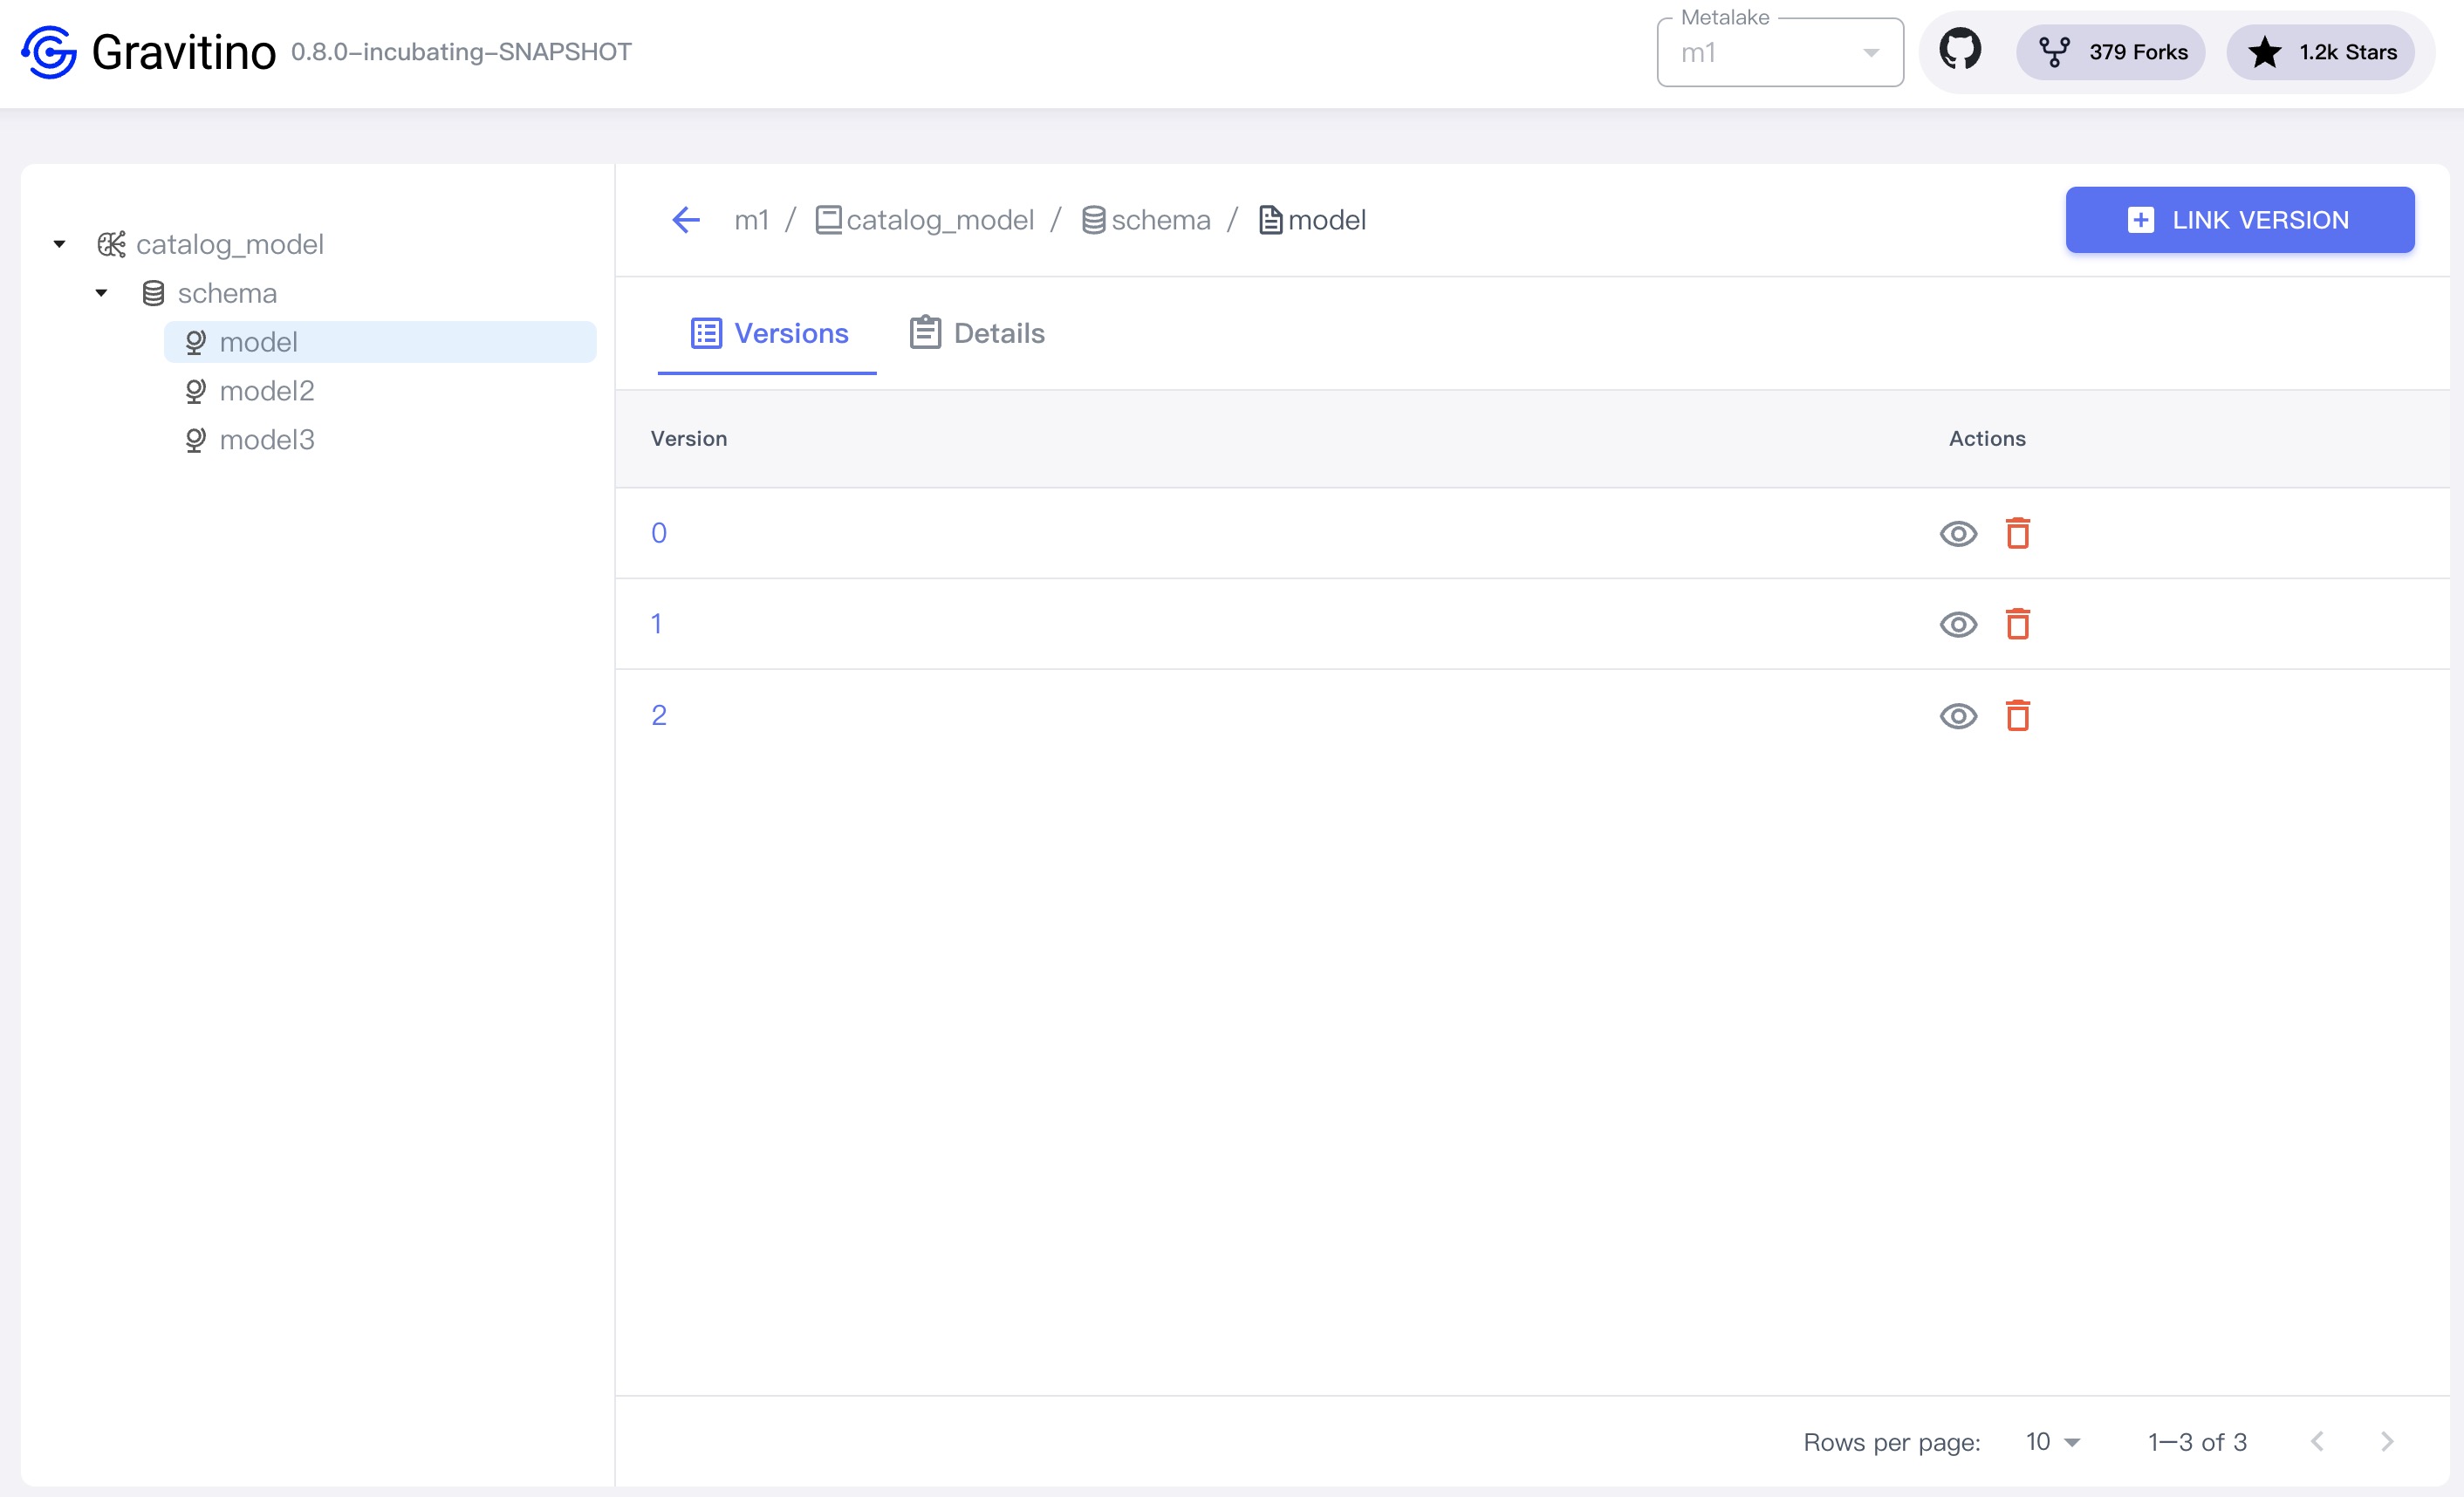 Gravitino 0.8.0-incubating-SNAPSHOT
Metalake
m1
379 Forks
1.2k Stars
catalog_model
schema
model
model2
model3
m1 / catalog_model / schema / model
LINK VERSION
Versions Details
Version Actions
0
1
2
Rows per page: 10 1–3 of 3